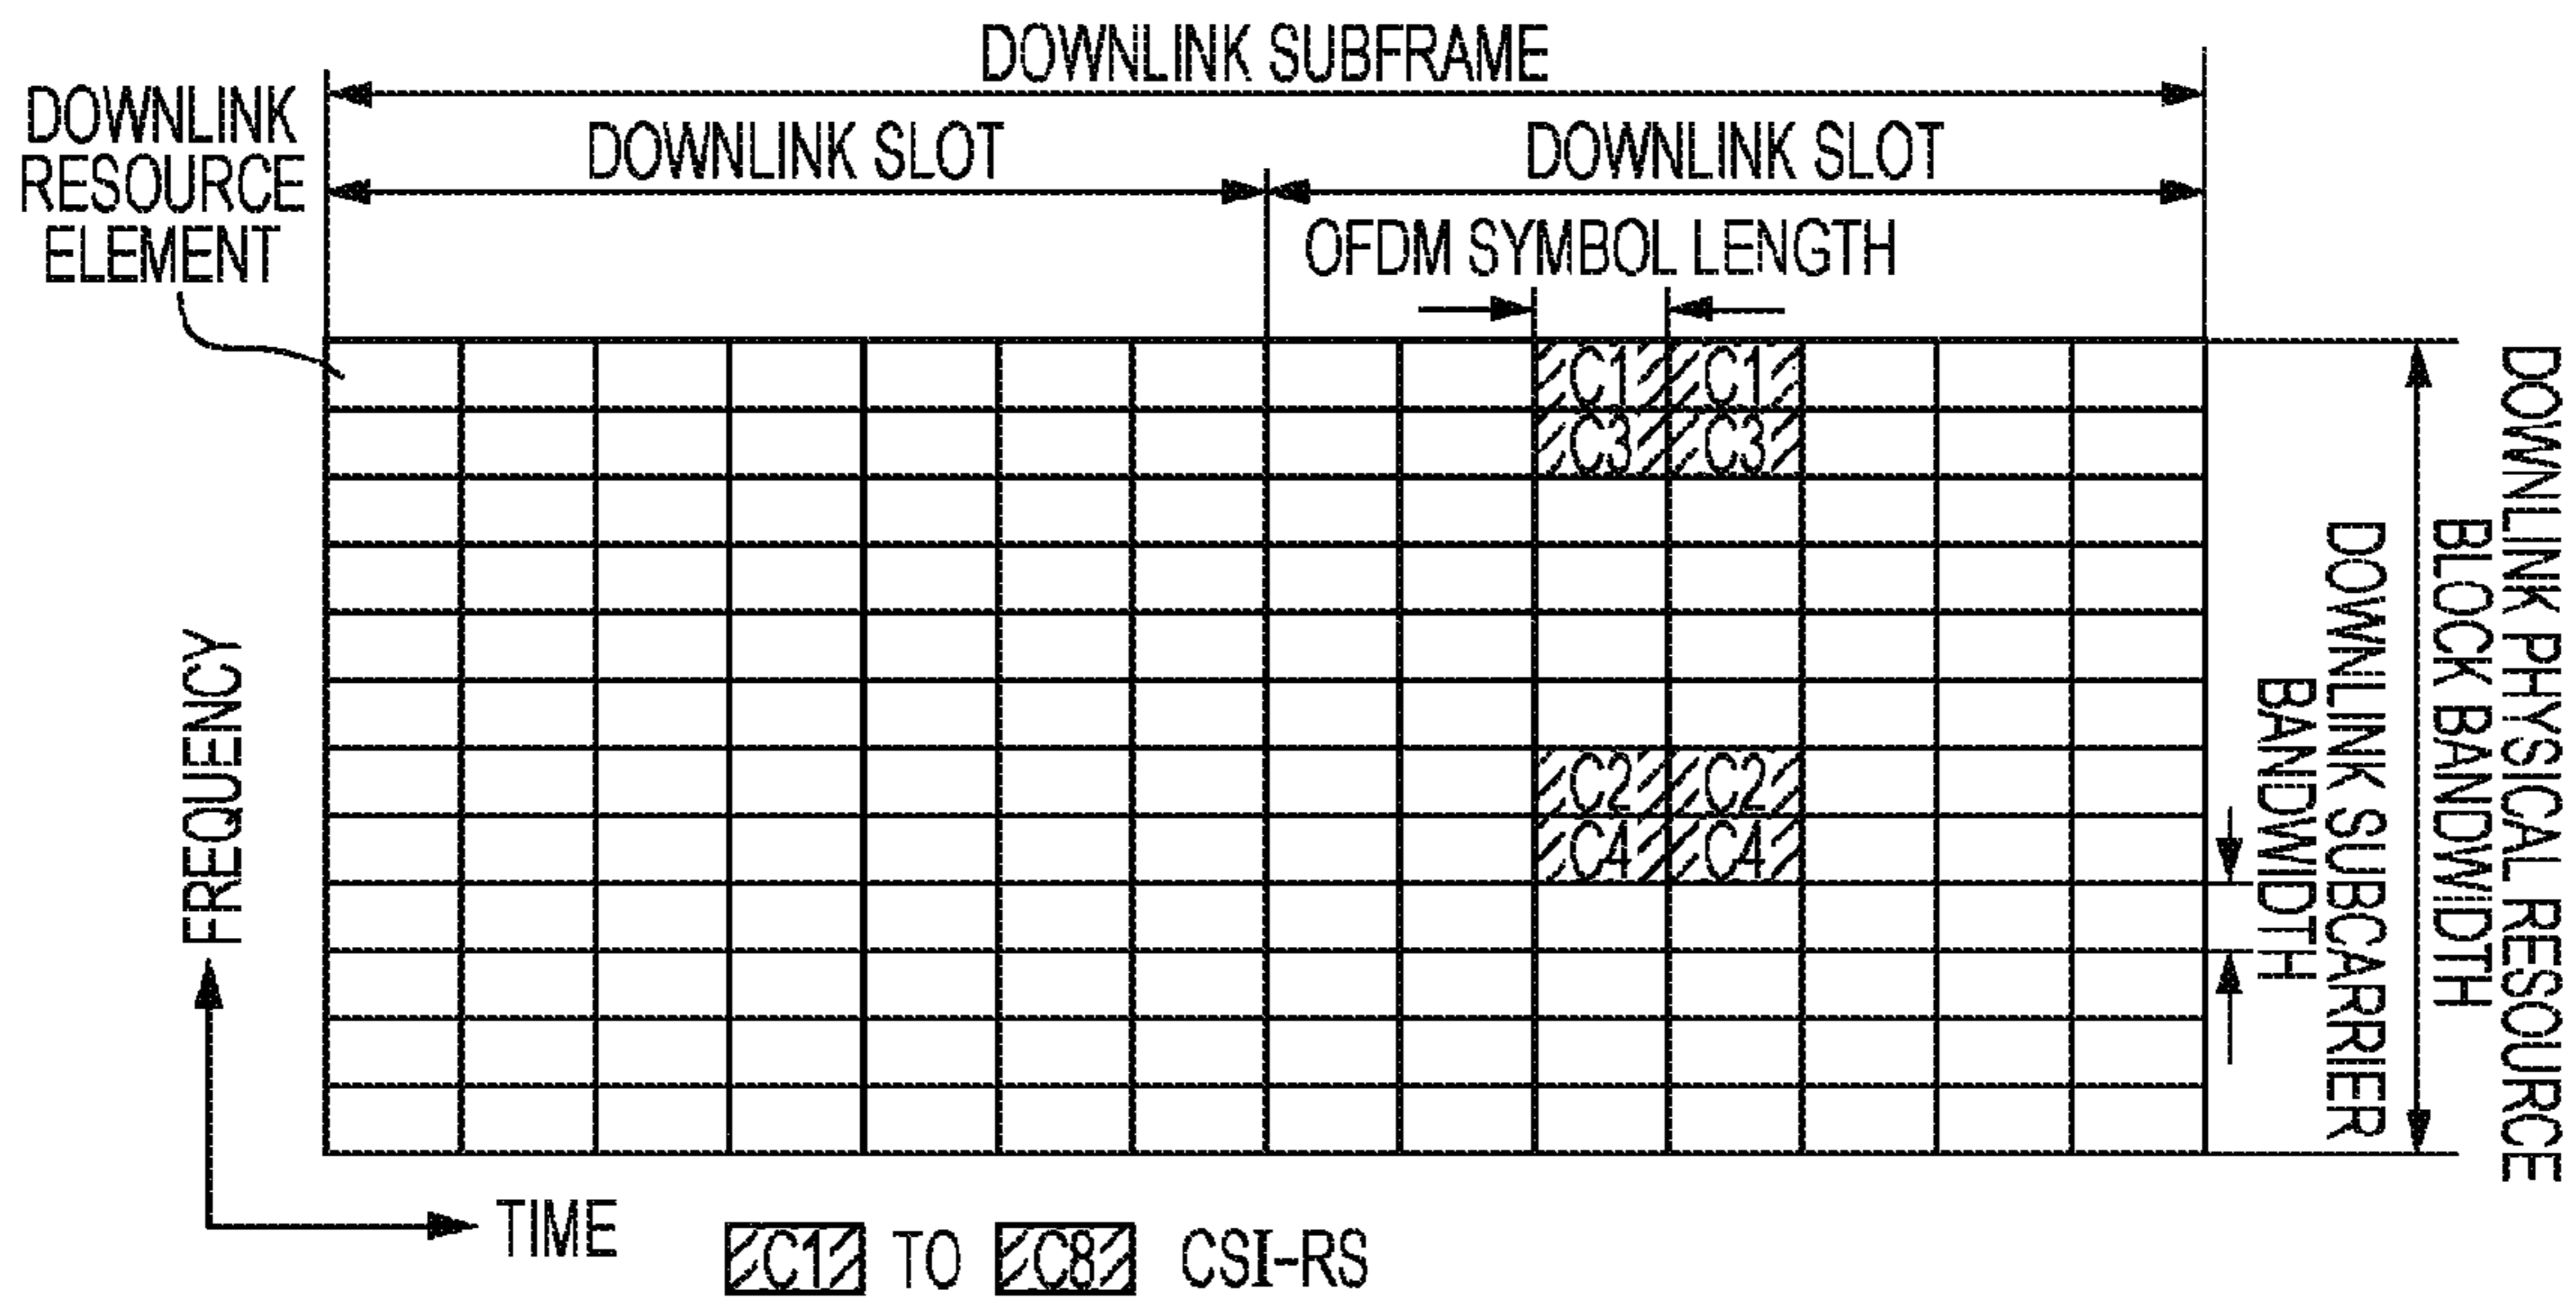 DOWNLINK SUBFRAME
DOWNLINK
RESOURCE
ELEMENT
DOWNLINK SLOT
DOWNLINK SLOT
OFDM SYMBOL LENGTH
C1 C1
C3 C3
C2 C2
C4 C4
FREQUENCY
TIME
DOWNLINK SUBCARRIER
BANDWIDTH
DOWNLINK PHYSICAL RESOURCE
BLOCK BANDWIDTH
C1 TO C8 CSI-RS